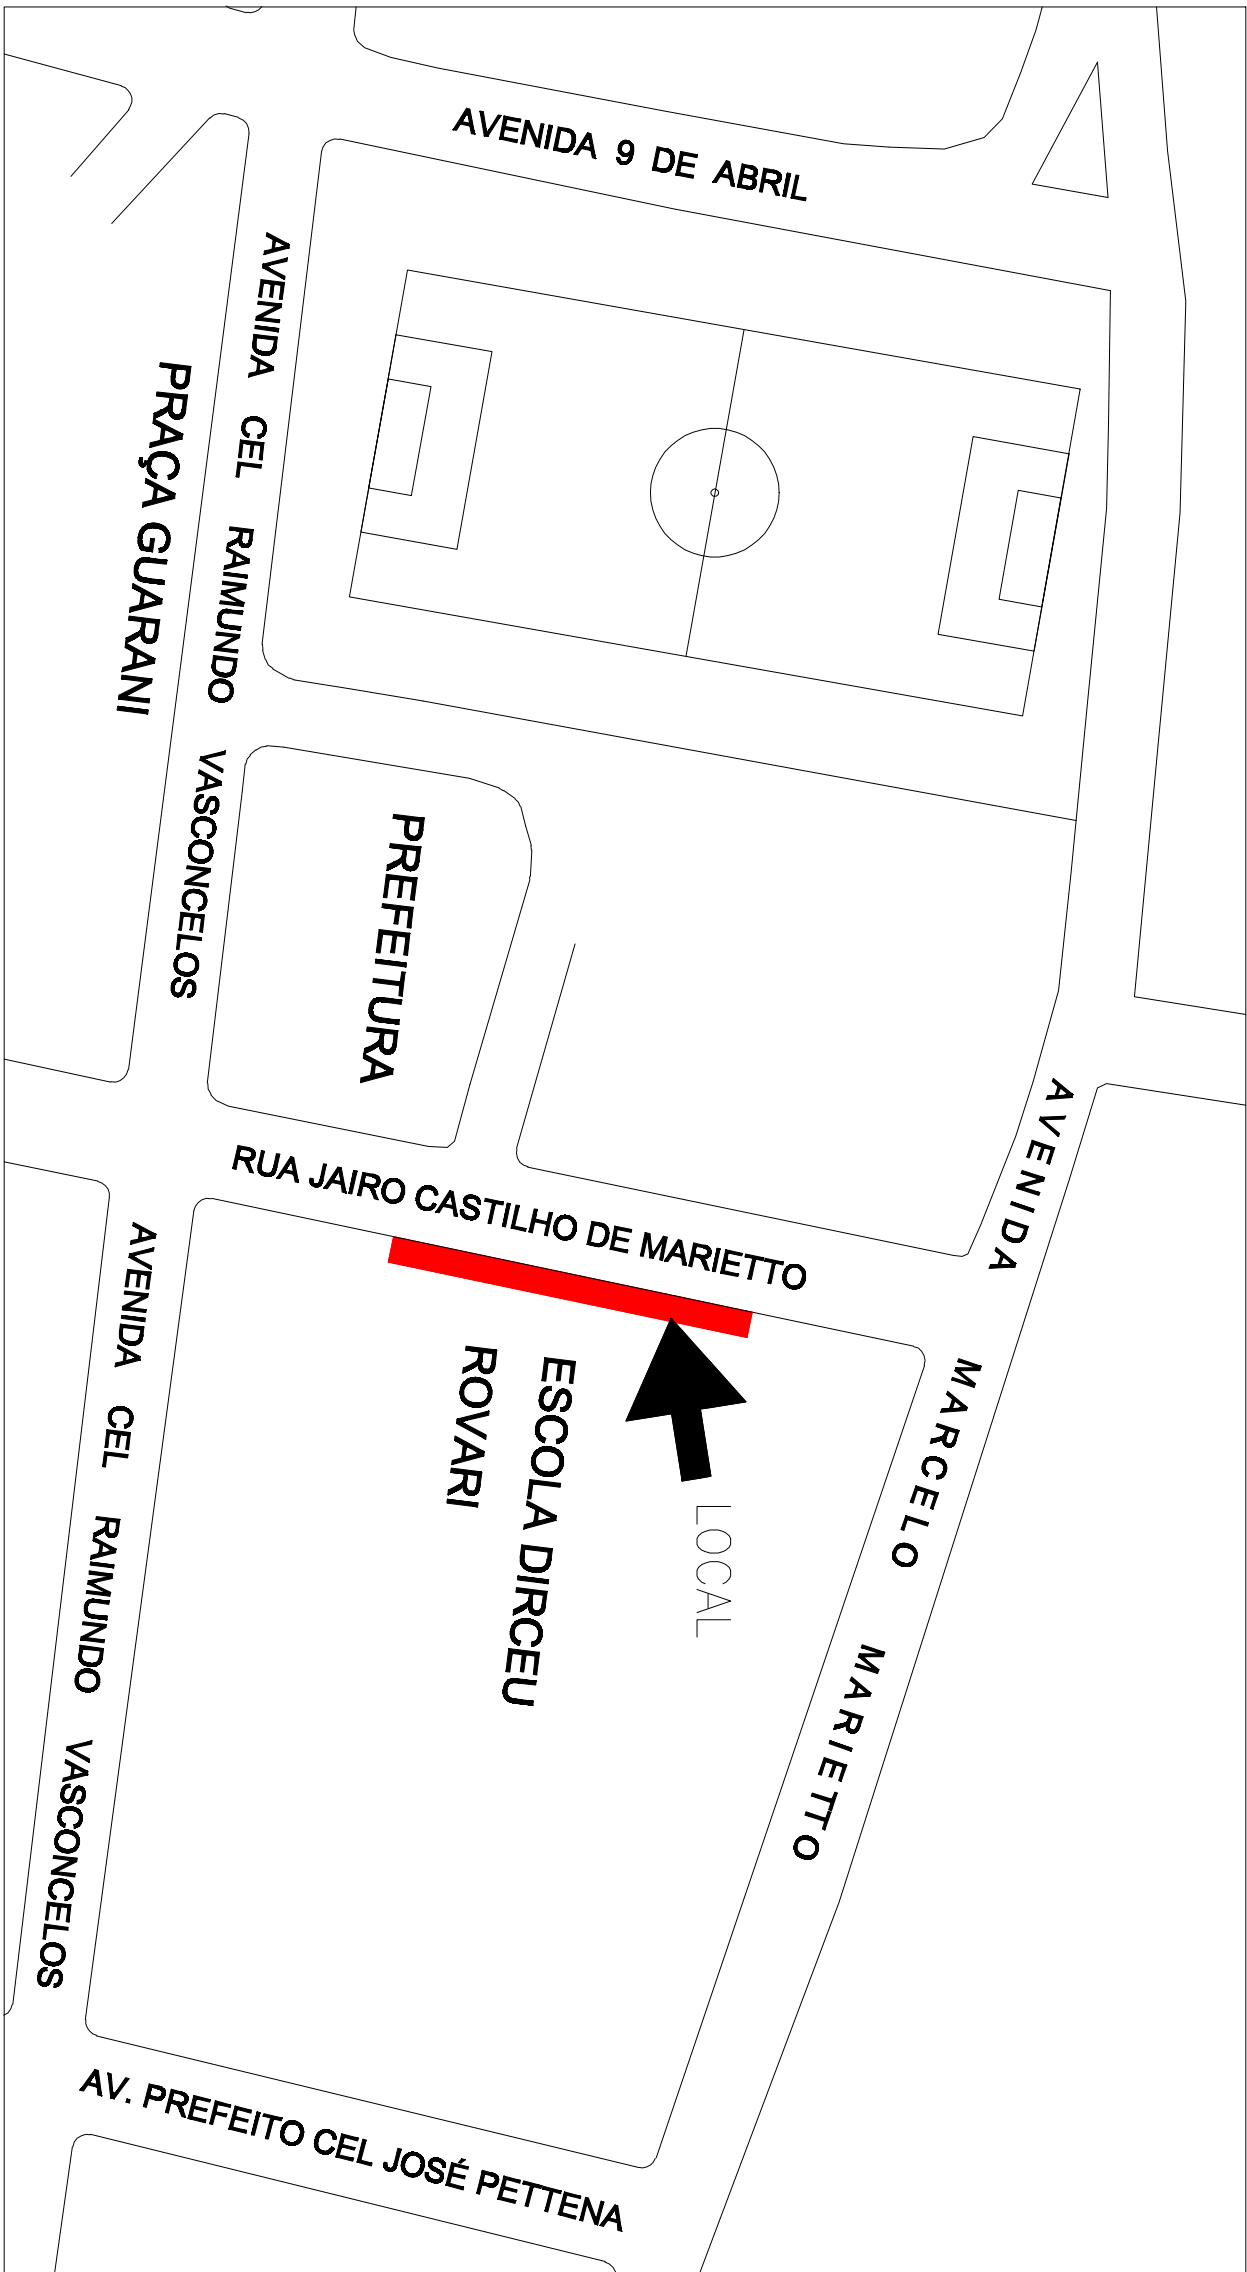 AVENIDA 9 DE ABRIL
AVENIDA CEL RAIMUNDO VASCONCELOS
PRAÇA GUARANI
PREFEITURA
AVENIDA MARCELO MARIETTO
RUA JAIRO CASTILHO DE MARIETTO
ESCOLA DIRCEU
ROVARI
LOCAL
AVENIDA CEL RAIMUNDO VASCONCELOS
AV. PREFEITO CEL JOSÉ PETTENA